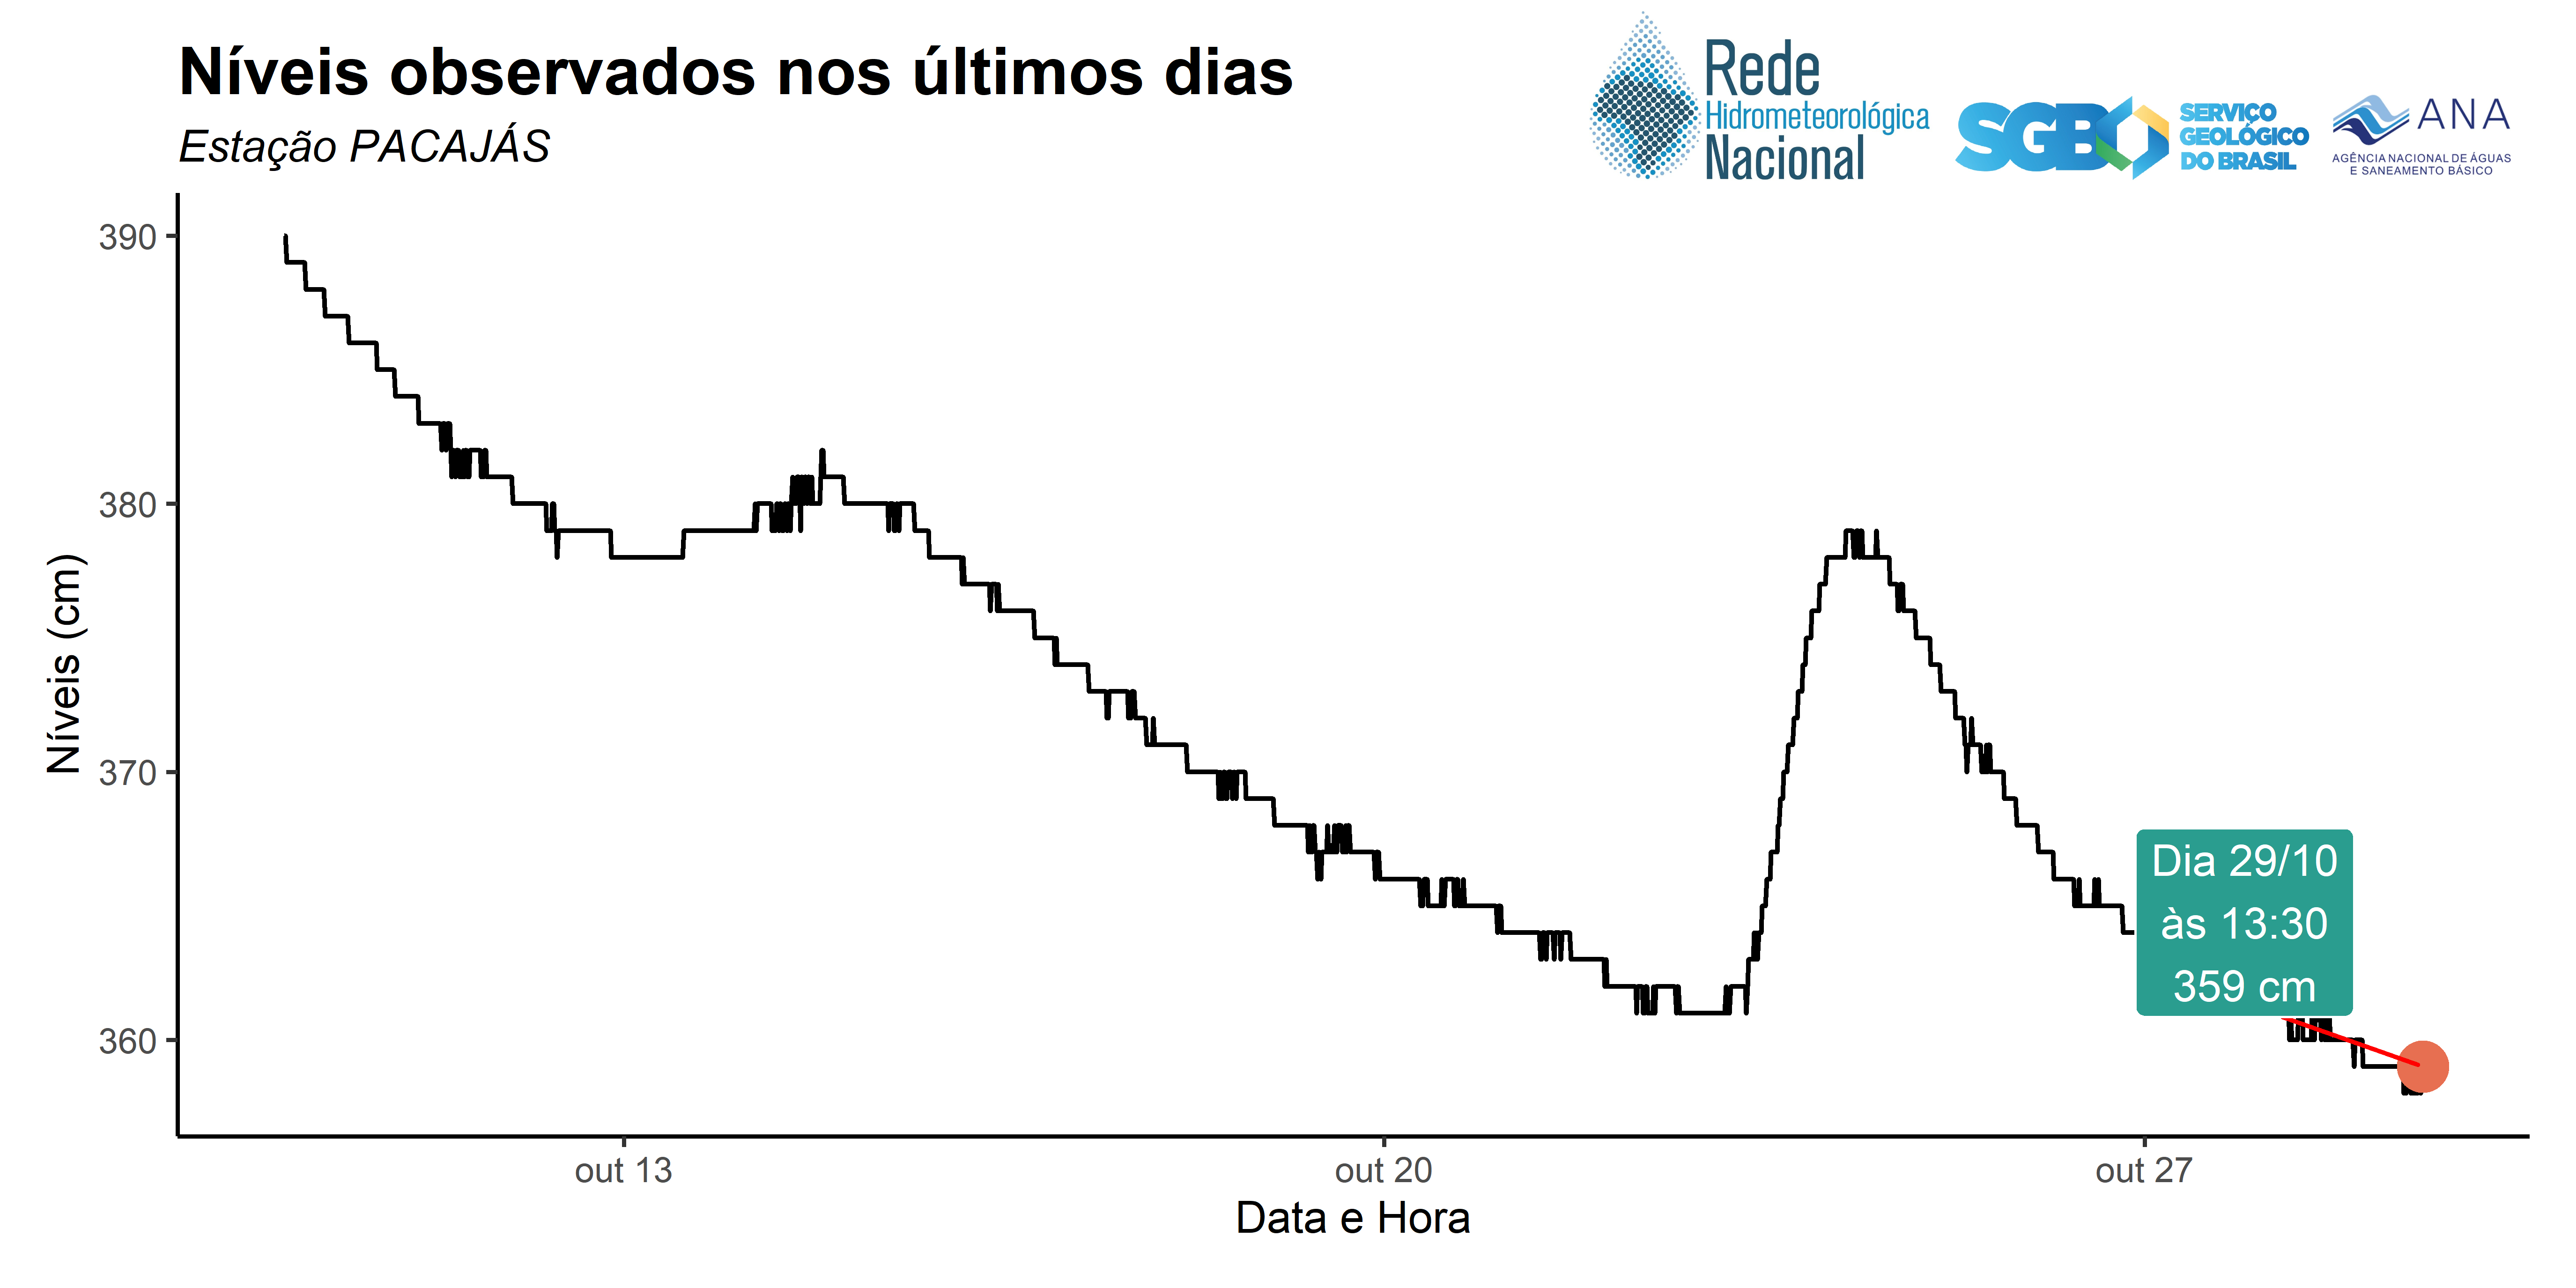 Níveis observados nos últimos dias
Estação PACAJÁS
Rede
Hidrometeorológica
Nacional
SGB
SERVIÇO
GEOLÓGICO
DO BRASIL
ANA
AGÊNCIA NACIONAL DE ÁGUAS
E SANEAMENTO BÁSICO
Níveis (cm)
390
380
370
360
Dia 29/10
às 13:30
359 cm
out 13
out 20
out 27
Data e Hora